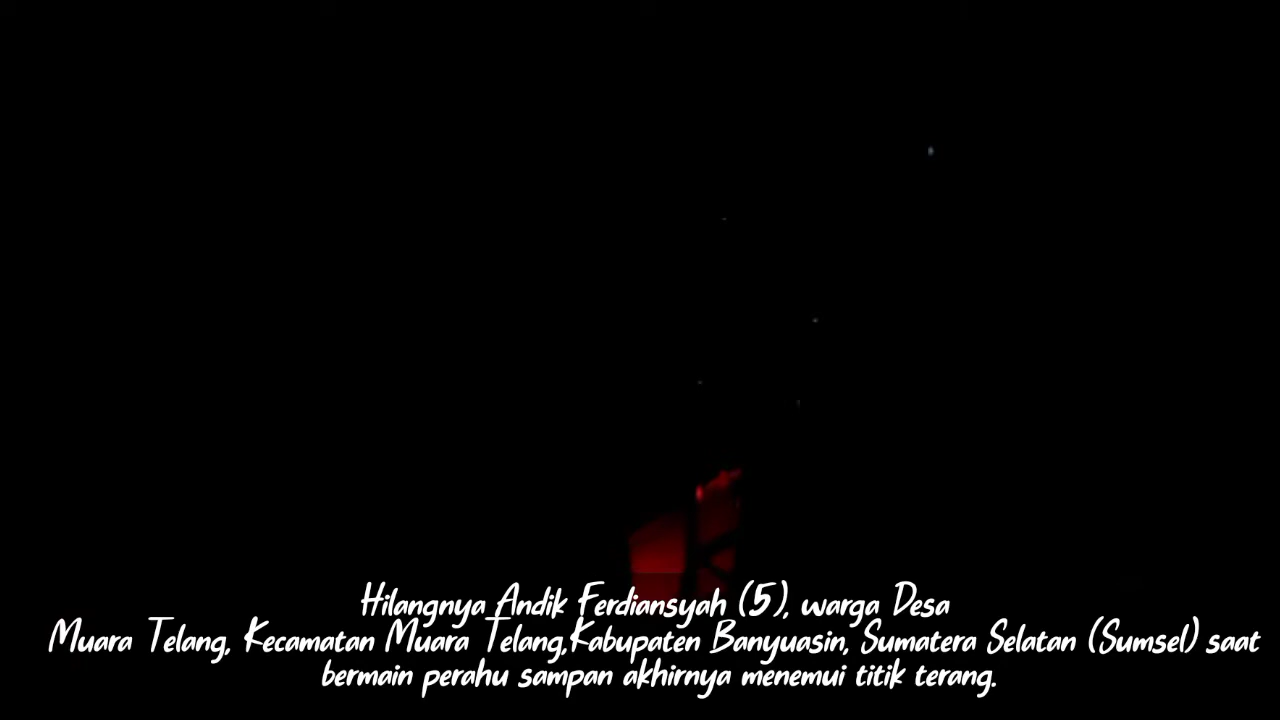 Hilangnya Andik Ferdiansyah (5), warga Desa
Muara Telang, Kecamatan Muara Telang,Kabupaten Banyuasin, Sumatera Selatan (Sumsel) saat
bermain perahu sampan akhirnya menemui titik terang.